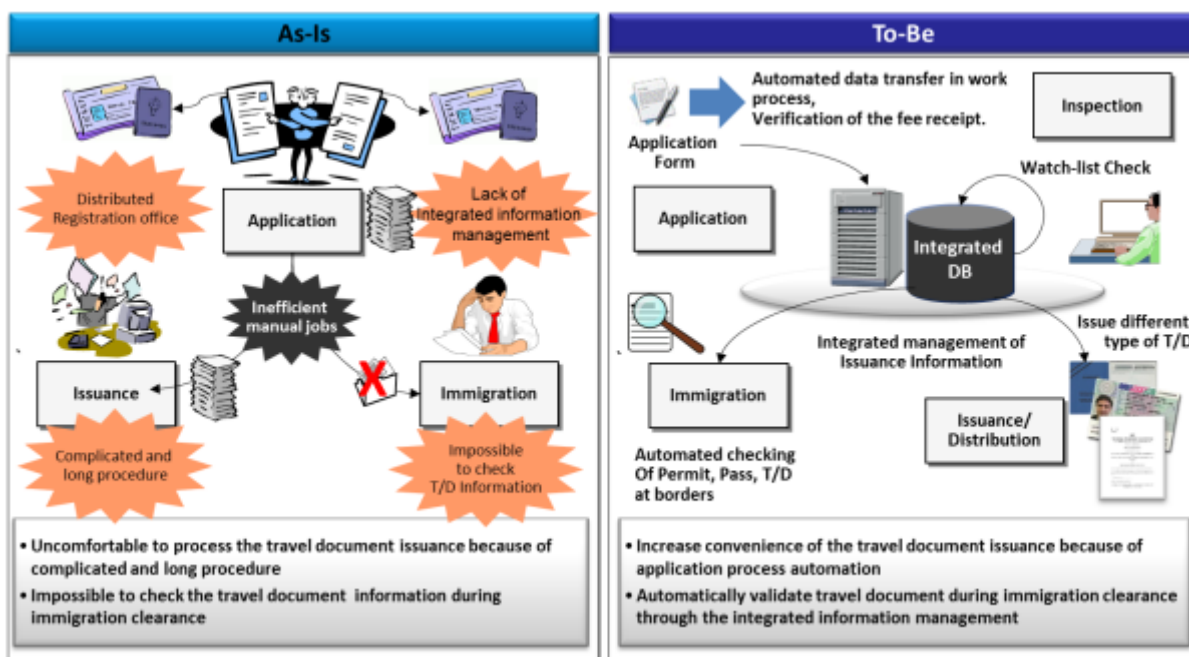 As-Is
Distributed
Registration office
Application
Lack of
Integrated information
management
Inefficient
manual jobs
Issuance
Immigration
Complicated and
long procedure
Impossible
to check
T/D Information
• Uncomfortable to process the travel document issuance because of
complicated and long procedure
• Impossible to check the travel document information during
immigration clearance
To-Be
Automated data transfer in work
process,
Verification of the fee receipt.
Inspection
Application
Form
Watch-list Check
Application
Integrated
DB
Integrated management of
Issuance Information
Issue different
type of T/D
Immigration
Issuance/
Distribution
Automated checking
Of Permit, Pass, T/D
at borders
• Increase convenience of the travel document issuance because of
application process automation
• Automatically validate travel document during immigration clearance
through the integrated information management